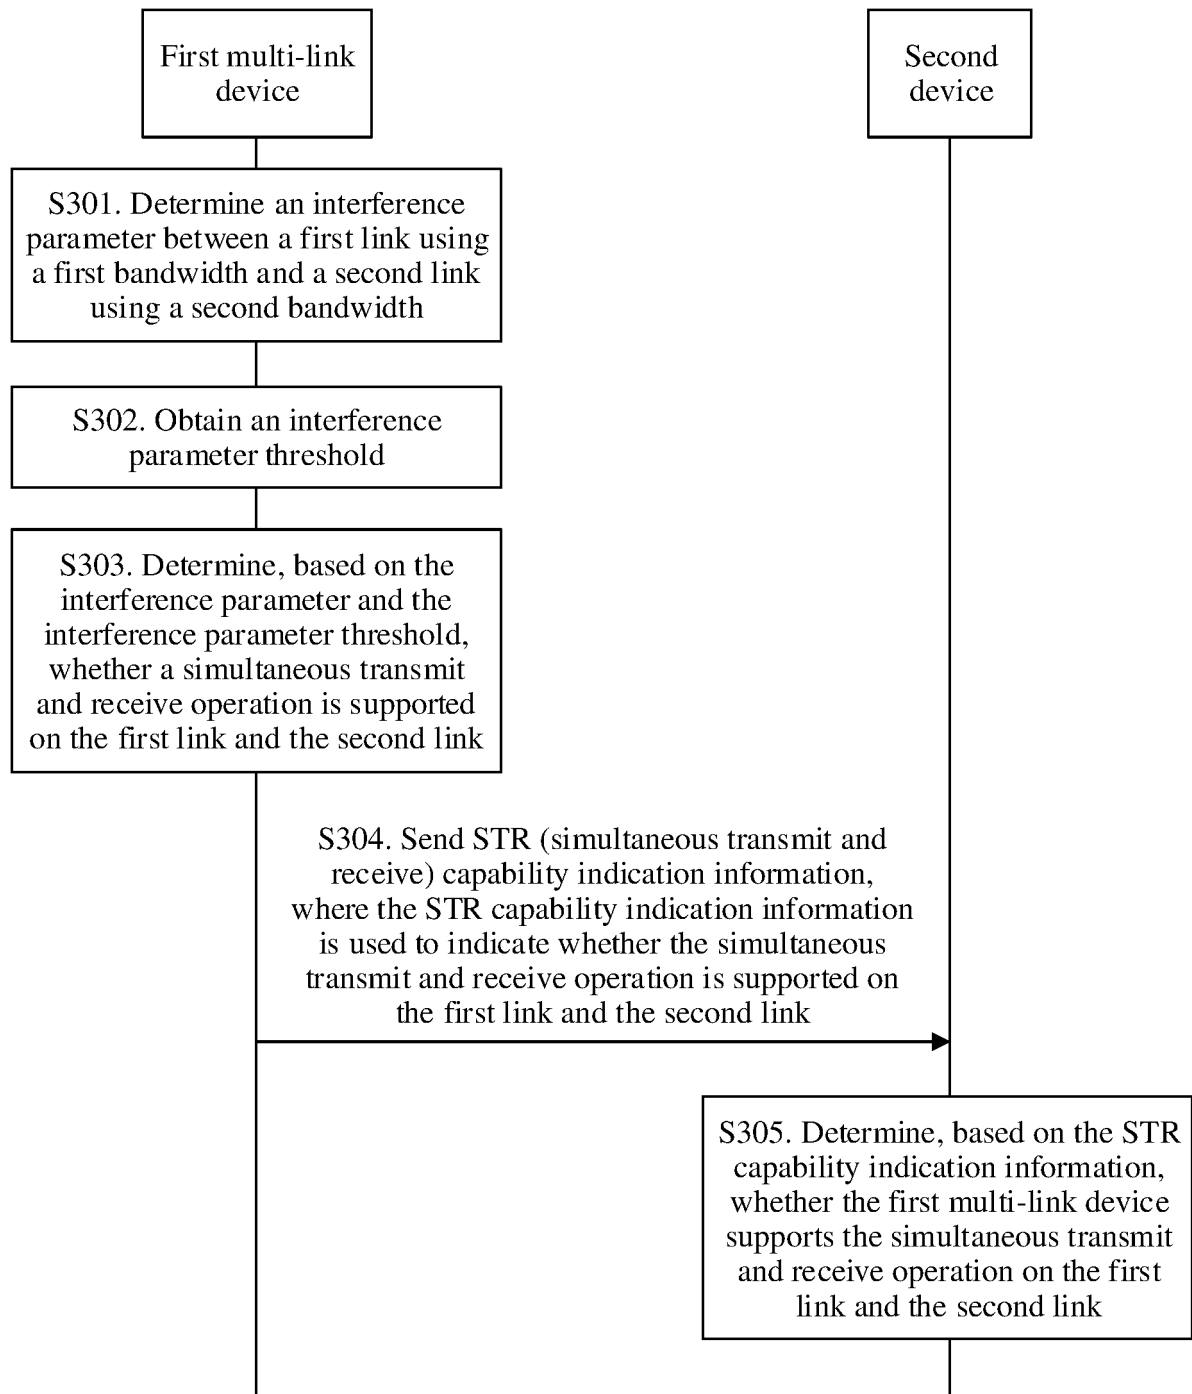 First multi-link
device
Second
device
S301. Determine an interference
parameter between a first link using
a first bandwidth and a second link
using a second bandwidth
S302. Obtain an interference
parameter threshold
S303. Determine, based on the
interference parameter and the
interference parameter threshold,
whether a simultaneous transmit
and receive operation is supported
on the first link and the second link
S304. Send STR (simultaneous transmit and
receive) capability indication information,
where the STR capability indication information
is used to indicate whether the simultaneous
transmit and receive operation is supported on
the first link and the second link
S305. Determine, based on the STR
capability indication information,
whether the first multi-link device
supports the simultaneous transmit
and receive operation on the first
link and the second link